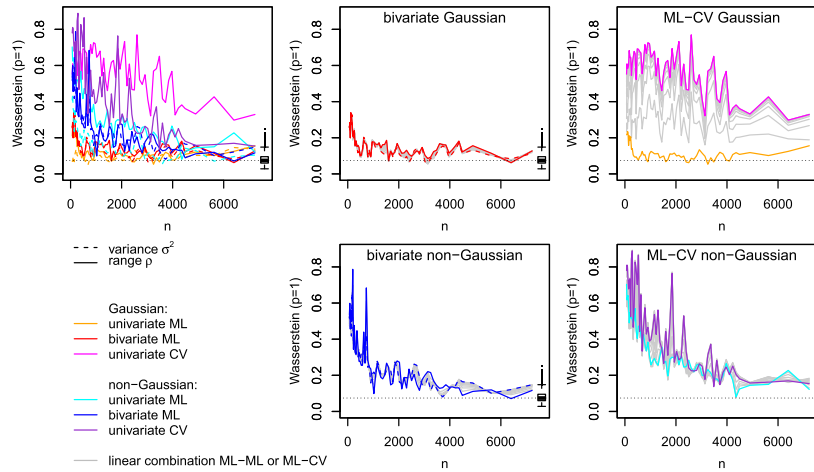 bivariate Gaussian
ML−CV Gaussian
Wasserstein (p=1)
0.0 0.2 0.4 0.6 0.8
0 2000 4000 6000
n
Wasserstein (p=1)
0.0 0.2 0.4 0.6 0.8
0 2000 4000 6000
n
Wasserstein (p=1)
0.0 0.2 0.4 0.6 0.8
0 2000 4000 6000
n
variance σ²
range ρ
Gaussian:
univariate ML
bivariate ML
univariate CV
non−Gaussian:
univariate ML
bivariate ML
univariate CV
linear combination ML−ML or ML−CV
bivariate non−Gaussian
Wasserstein (p=1)
0.0 0.2 0.4 0.6 0.8
0 2000 4000 6000
n
ML−CV non−Gaussian
Wasserstein (p=1)
0.0 0.2 0.4 0.6 0.8
0 2000 4000 6000
n